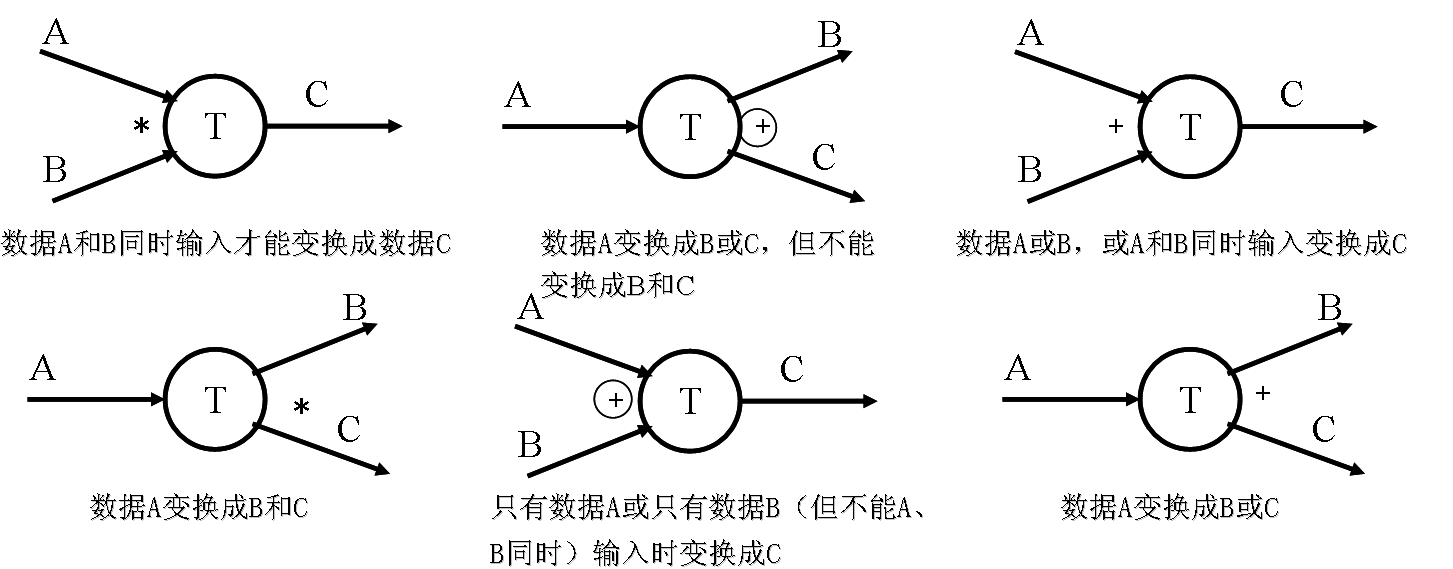 A
B
*
T
C
数据A和B同时输入才能变换成数据C
A
T
B
+
C
数据A变换成B或C，但不能
变换成B和C
A
B
+
T
C
数据A或B，或A和B同时输入变换成C
A
T
B
*
C
数据A变换成B和C
A
B
+
T
C
只有数据A或只有数据B（但不能A、
B同时）输入时变换成C
A
T
B
+
C
数据A变换成B或C